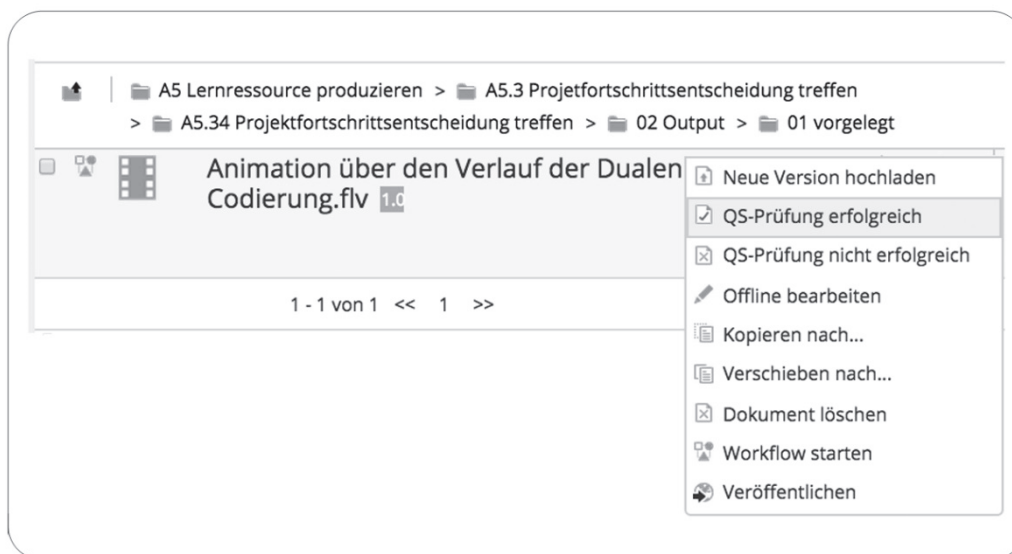 A5 Lernressource produzieren > A5.3 Projetfortschrittsentscheidung treffen
> A5.34 Projektfortschrittsentscheidung treffen > 02 Output > 01 vorgelegt
Animation über den Verlauf der Dualen
Codierung.flv 1.0
1 - 1 von 1 << 1 >>
Neue Version hochladen
QS-Prüfung erfolgreich
QS-Prüfung nicht erfolgreich
Offline bearbeiten
Kopieren nach...
Verschieben nach...
Dokument löschen
Workflow starten
Veröffentlichen